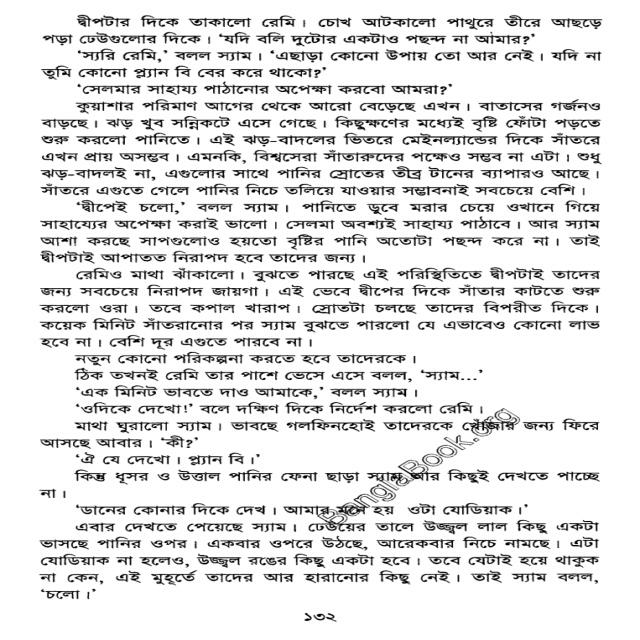 দ্বীপটার দিকে তাকালো রেমি। চোখ আটকালো পাথুরে তীরে আছড়ে
পড়া ঢেউগুলোর দিকে। ‘যদি বলি দুটোর একটাও পছন্দ না আমার?’
‘স্যরি রেমি,’ বলল স্যাম। ‘এছাড়া কোনো উপায় তো আর নেই। যদি না
তুমি কোনো প্ল্যান বি বের করে থাকো?’
‘সেলমার সাহায্য পাঠানোর অপেক্ষা করবো আমরা?’
কুয়াশার পরিমাণ আগের থেকে আরো বেড়েছে এখন। বাতাসের গর্জনও
বাড়ছে। ঝড় খুব সন্নিকটে এসে গেছে। কিছুক্ষণের মধ্যেই বৃষ্টি ফোঁটা পড়তে
শুরু করলো পানিতে। এই ঝড়-বাদলের ভিতরে মেইনল্যান্ডের দিকে সাঁতরে
এখন প্রায় অসম্ভব। এমনকি, বিশ্বসেরা সাঁতারুদের পক্ষেও সম্ভব না এটা। শুধু
ঝড়-বাদলই না, এগুলোর সাথে পানির স্রোতের তীব্র টানের ব্যাপারও আছে।
সাঁতরে এগুতে গেলে পানির নিচে তলিয়ে যাওয়ার সম্ভাবনাই সবচেয়ে বেশি।
‘দ্বীপেই চলো,’ বলল স্যাম। পানিতে ডুবে মরার চেয়ে ওখানে গিয়ে
সাহায্যের অপেক্ষা করাই ভালো। সেলমা অবশ্যই সাহায্য পাঠাবে। আর স্যাম
আশা করছে সাপগুলোও হয়তো বৃষ্টির পানি অতোটা পছন্দ করে না। তাই
দ্বীপটাই আপাতত নিরাপদ হবে তাদের জন্য।
রেমিও মাথা ঝাঁকালো। বুঝতে পারছে এই পরিস্থিতিতে দ্বীপটাই তাদের
জন্য সবচেয়ে নিরাপদ জায়গা। এই ভেবে দ্বীপের দিকে সাঁতার কাটতে শুরু
করলো ওরা। তবে কপাল খারাপ। স্রোতটা চলছে তাদের বিপরীত দিকে।
কয়েক মিনিট সাঁতরানোর পর স্যাম বুঝতে পারলো যে এভাবেও কোনো লাভ
হবে না। বেশি দূর এগুতে পারবে না।
নতুন কোনো পরিকল্পনা করতে হবে তাদেরকে।
ঠিক তখনই রেমি তার পাশে ভেসে এসে বলল, ‘স্যাম...’
‘এক মিনিট ভাবতে দাও আমাকে,’ বলল স্যাম।
‘ওদিকে দেখো!’ বলে দক্ষিণ দিকে নির্দেশ করলো রেমি।
মাথা ঘুরালো স্যাম। ভাবছে গলফিনহোই তাদেরকে খোঁজার জন্য ফিরে
আসছে আবার। ‘কী?’
‘ঐ যে দেখো। প্ল্যান বি।’
কিন্তু ধূসর ও উত্তাল পানির ফেনা ছাড়া স্যাম আর কিছুই দেখতে পাচ্ছে
না।
‘ডানের কোনার দিকে দেখ। আমার মনে হয় ওটা যোডিয়াক।’
এবার দেখতে পেয়েছে স্যাম। ঢেউয়ের তালে উজ্জ্বল লাল কিছু একটা
ভাসছে পানির ওপর। একবার ওপরে উঠছে, আরেকবার নিচে নামছে। এটা
যোডিয়াক না হলেও, উজ্জ্বল রঙের কিছু একটা হবে। তবে যেটাই হয়ে থাকুক
না কেন, এই মুহূর্তে তাদের আর হারানোর কিছু নেই। তাই স্যাম বলল,
‘চলো।’
১৩২
BanglaBook.org